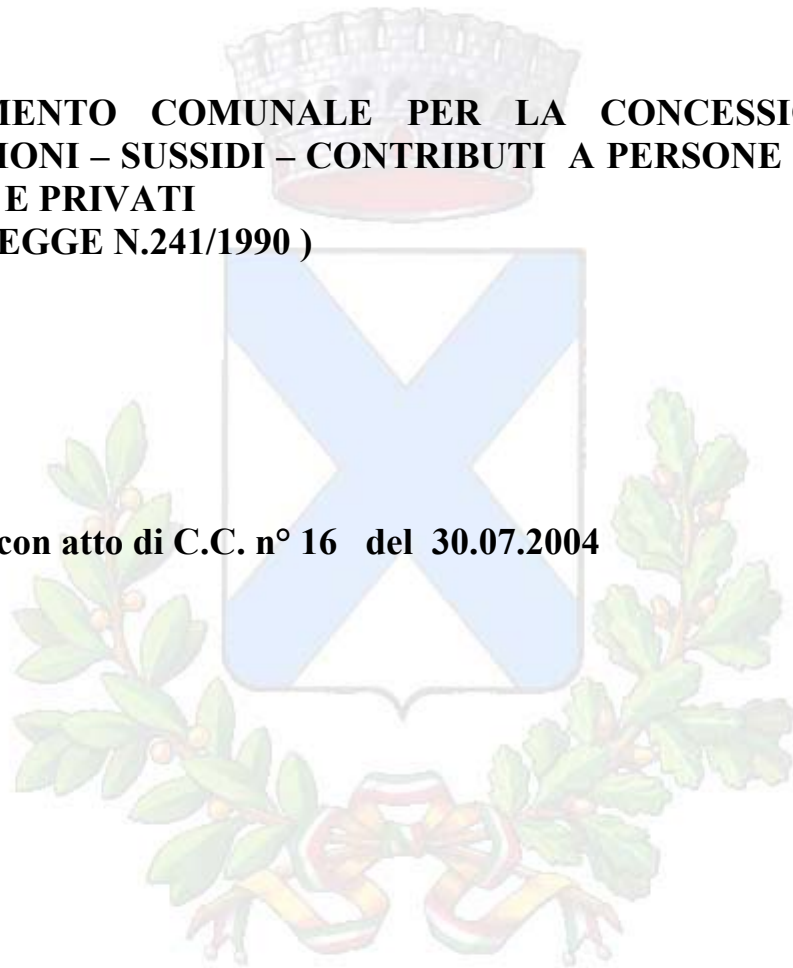 MENTO COMUNALE PER LA CONCESSI
IONI – SUSSIDI – CONTRIBUTI A PERSONE
E PRIVATI
EGGE N.241/1990 )
con atto di C.C. n° 16 del 30.07.2004